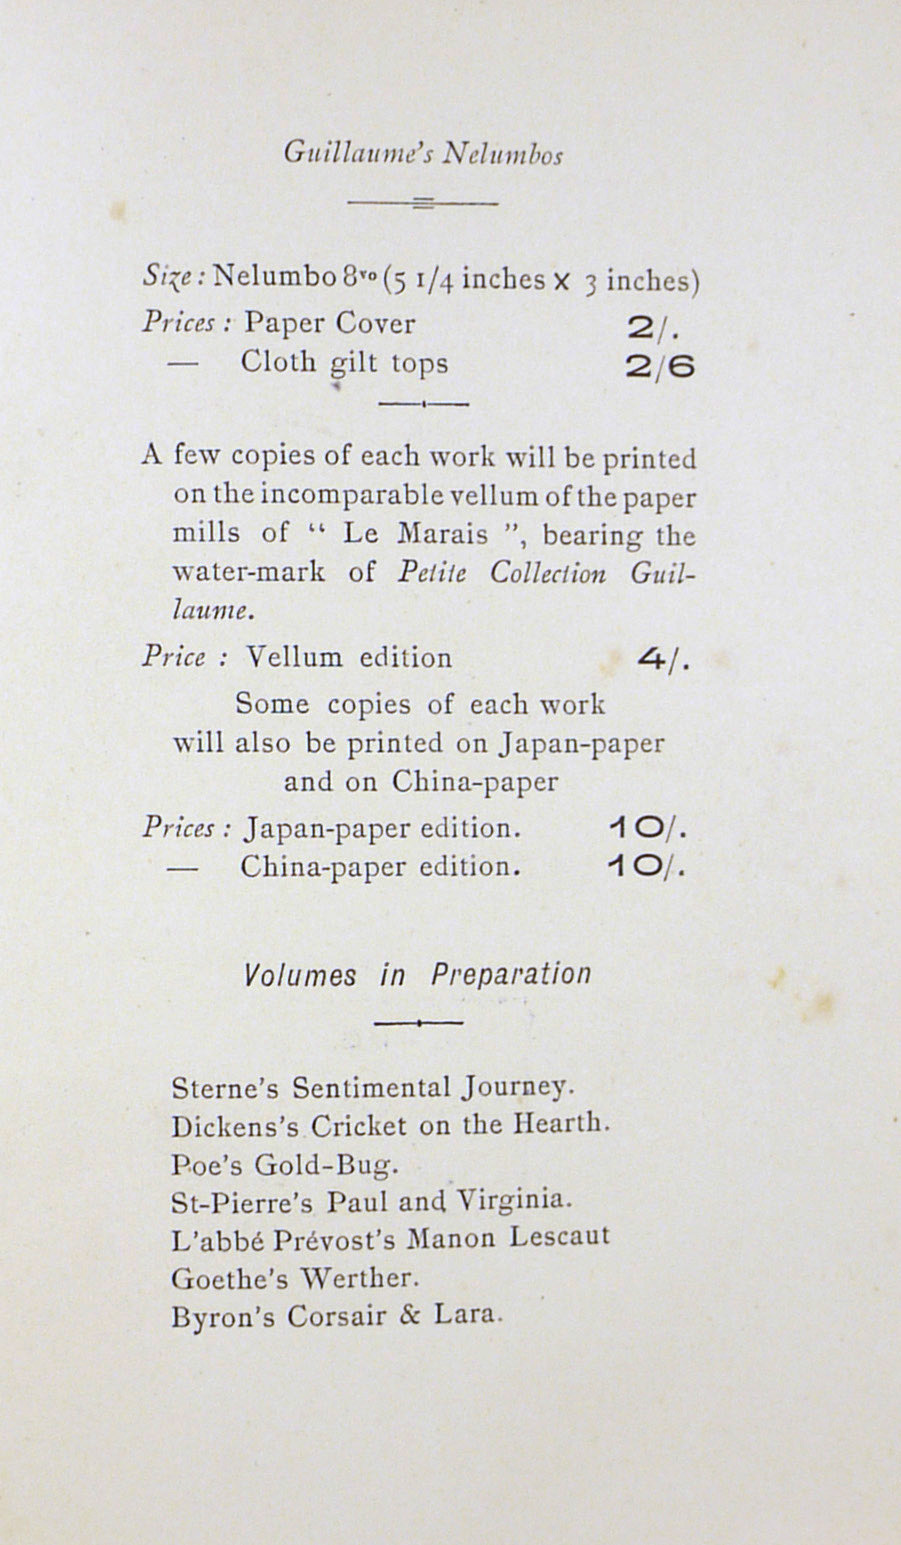 Guillaume's Nelumbos
Size : Nelumbo 8vo (5 1/4 inches x 3 inches)
Prices : Paper Cover 2/.
— Cloth gilt tops 2/6
A few copies of each work will be printed
on the incomparable vellum of the paper
mills of “ Le Marais ”, bearing the
water-mark of Petite Collection Guil-
laume.
Price : Vellum edition 4/.
Some copies of each work
will also be printed on Japan-paper
and on China-paper
Prices : Japan-paper edition. 10/.
— China-paper edition. 10/.
Volumes in Preparation
Sterne's Sentimental Journey.
Dickens's Cricket on the Hearth.
Poe's Gold-Bug.
St-Pierre's Paul and Virginia.
L'abbé Prévost's Manon Lescaut
Goethe's Werther.
Byron's Corsair & Lara.